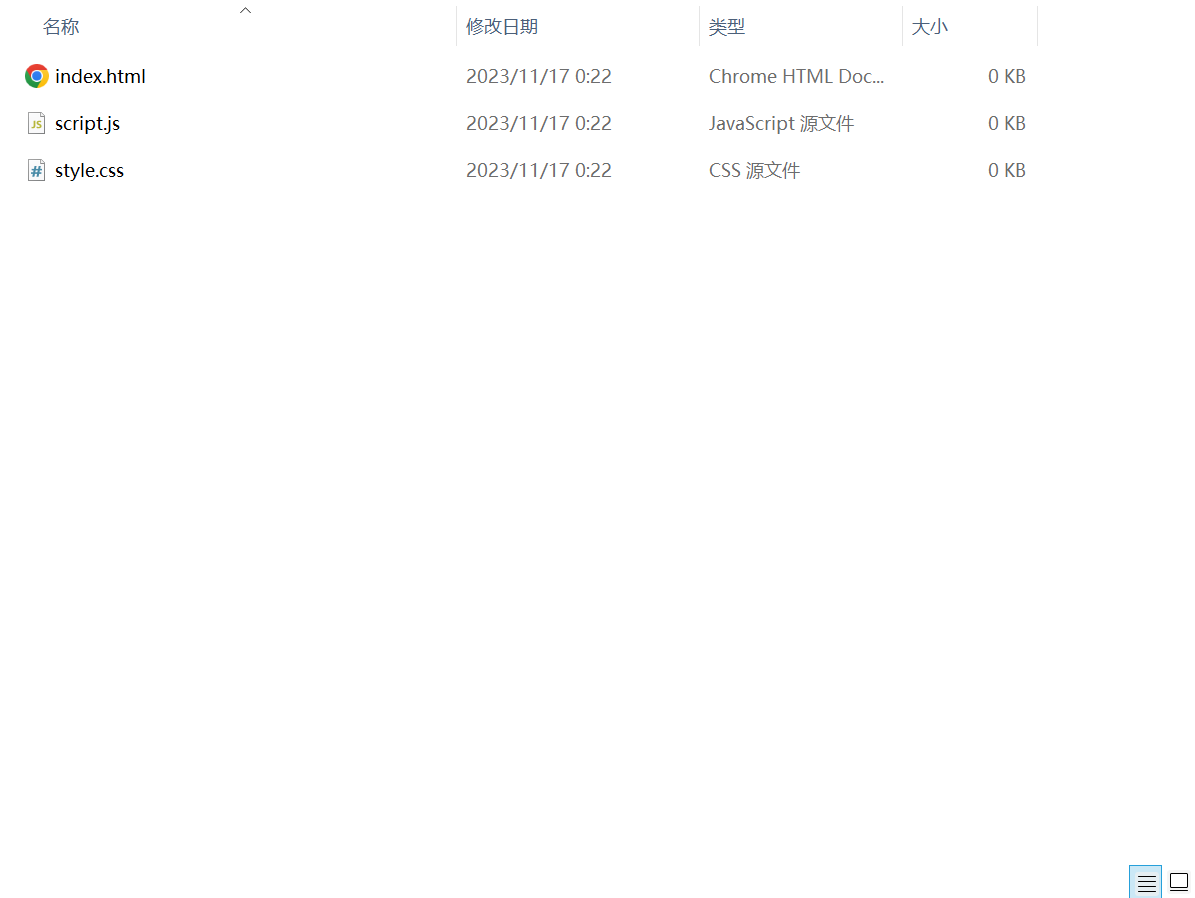 名称 修改日期 类型 大小
index.html 2023/11/17 0:22 Chrome HTML Doc... 0 KB
JS script.js 2023/11/17 0:22 JavaScript 源文件 0 KB
# style.css 2023/11/17 0:22 CSS 源文件 0 KB